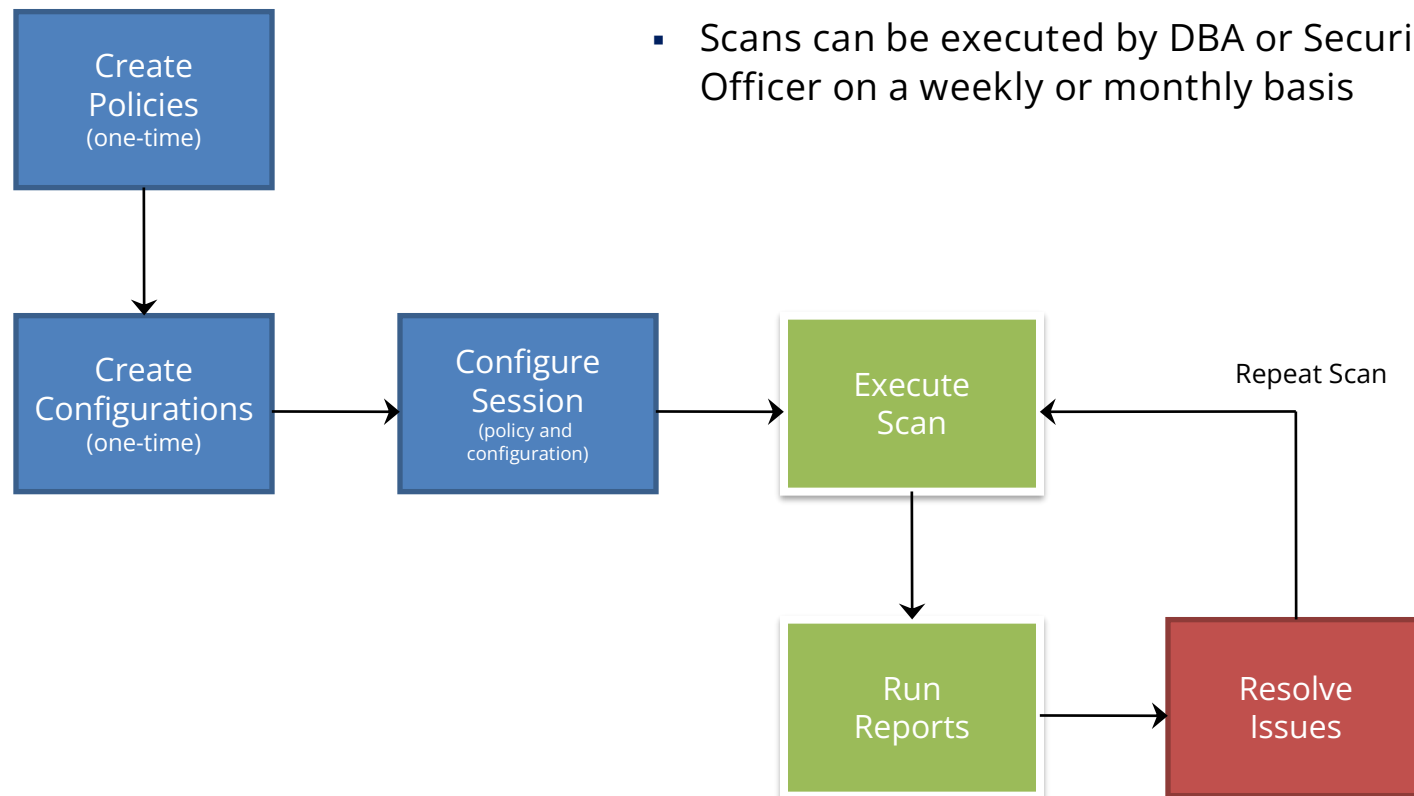 ▪ Scans can be executed by DBA or Securi
Officer on a weekly or monthly basis
Create
Policies
(one-time)
Create
Configurations
(one-time)
Configure
Session
(policy and
configuration)
Execute
Scan
Repeat Scan
Run
Reports
Resolve
Issues